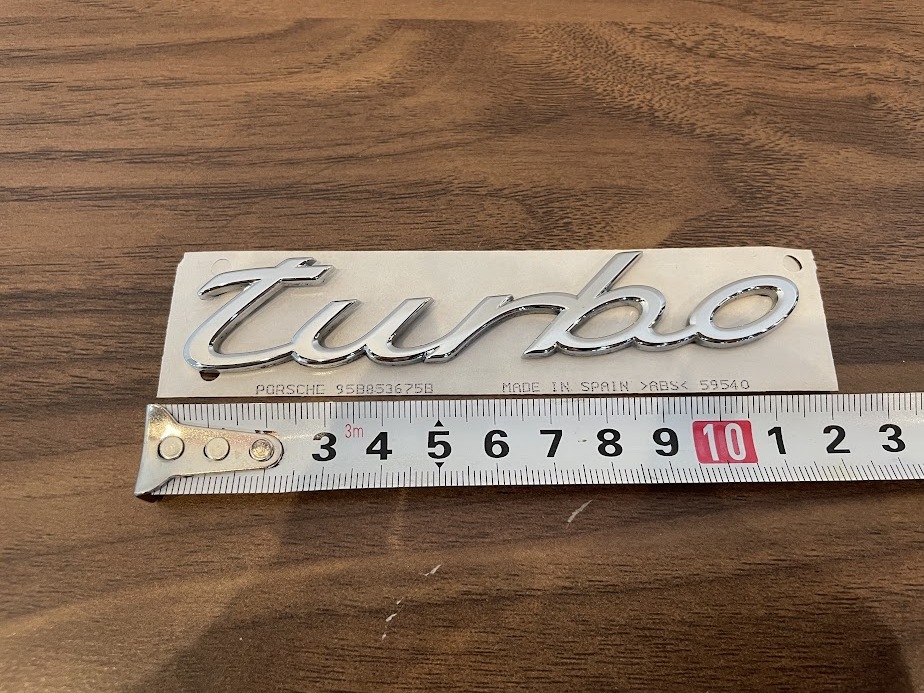 turbo
PORSCHE 95B853675B MADE IN SPAIN >ABS< 59540
3m
3 4 5 6 7 8 9 10 1 2 3